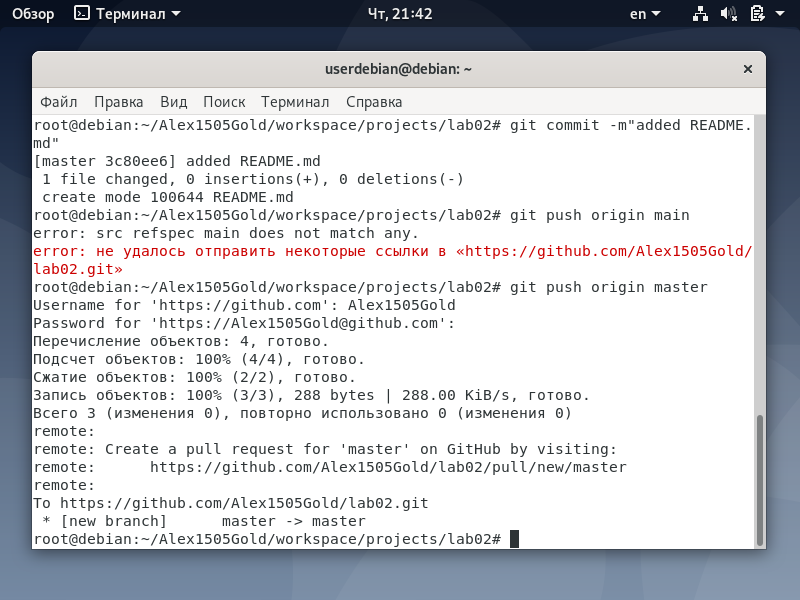 Обзор Терминал Чт, 21:42 en
userdebian@debian: ~ ×
Файл Правка Вид Поиск Терминал Справка
root@debian:~/Alex1505Gold/workspace/projects/lab02# git commit -m"added README.
md"
[master 3c80ee6] added README.md
 1 file changed, 0 insertions(+), 0 deletions(-)
 create mode 100644 README.md
root@debian:~/Alex1505Gold/workspace/projects/lab02# git push origin main
error: src refspec main does not match any.
error: не удалось отправить некоторые ссылки в «https://github.com/Alex1505Gold/
lab02.git»
root@debian:~/Alex1505Gold/workspace/projects/lab02# git push origin master
Username for 'https://github.com': Alex1505Gold
Password for 'https://Alex1505Gold@github.com':
Перечисление объектов: 4, готово.
Подсчет объектов: 100% (4/4), готово.
Сжатие объектов: 100% (2/2), готово.
Запись объектов: 100% (3/3), 288 bytes | 288.00 KiB/s, готово.
Всего 3 (изменения 0), повторно использовано 0 (изменения 0)
remote:
remote: Create a pull request for 'master' on GitHub by visiting:
remote:      https://github.com/Alex1505Gold/lab02/pull/new/master
remote:
To https://github.com/Alex1505Gold/lab02.git
 * [new branch]      master -> master
root@debian:~/Alex1505Gold/workspace/projects/lab02#